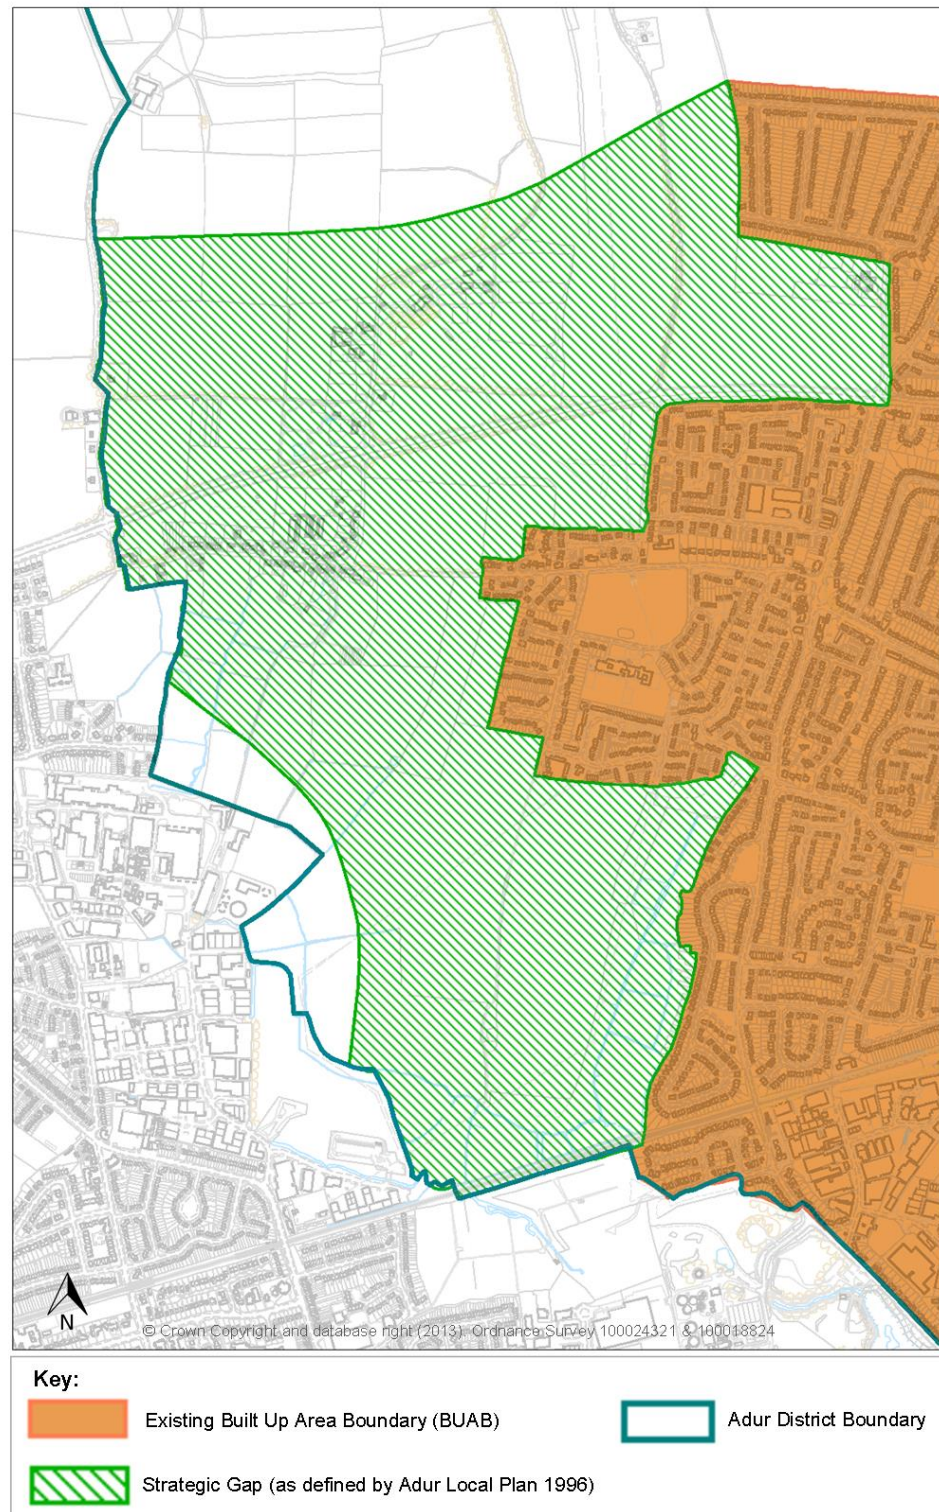 N
© Crown Copyright and database right (2013). Ordnance Survey 100024321 & 100018824
Key:
Existing Built Up Area Boundary (BUAB)
Adur District Boundary
Strategic Gap (as defined by Adur Local Plan 1996)